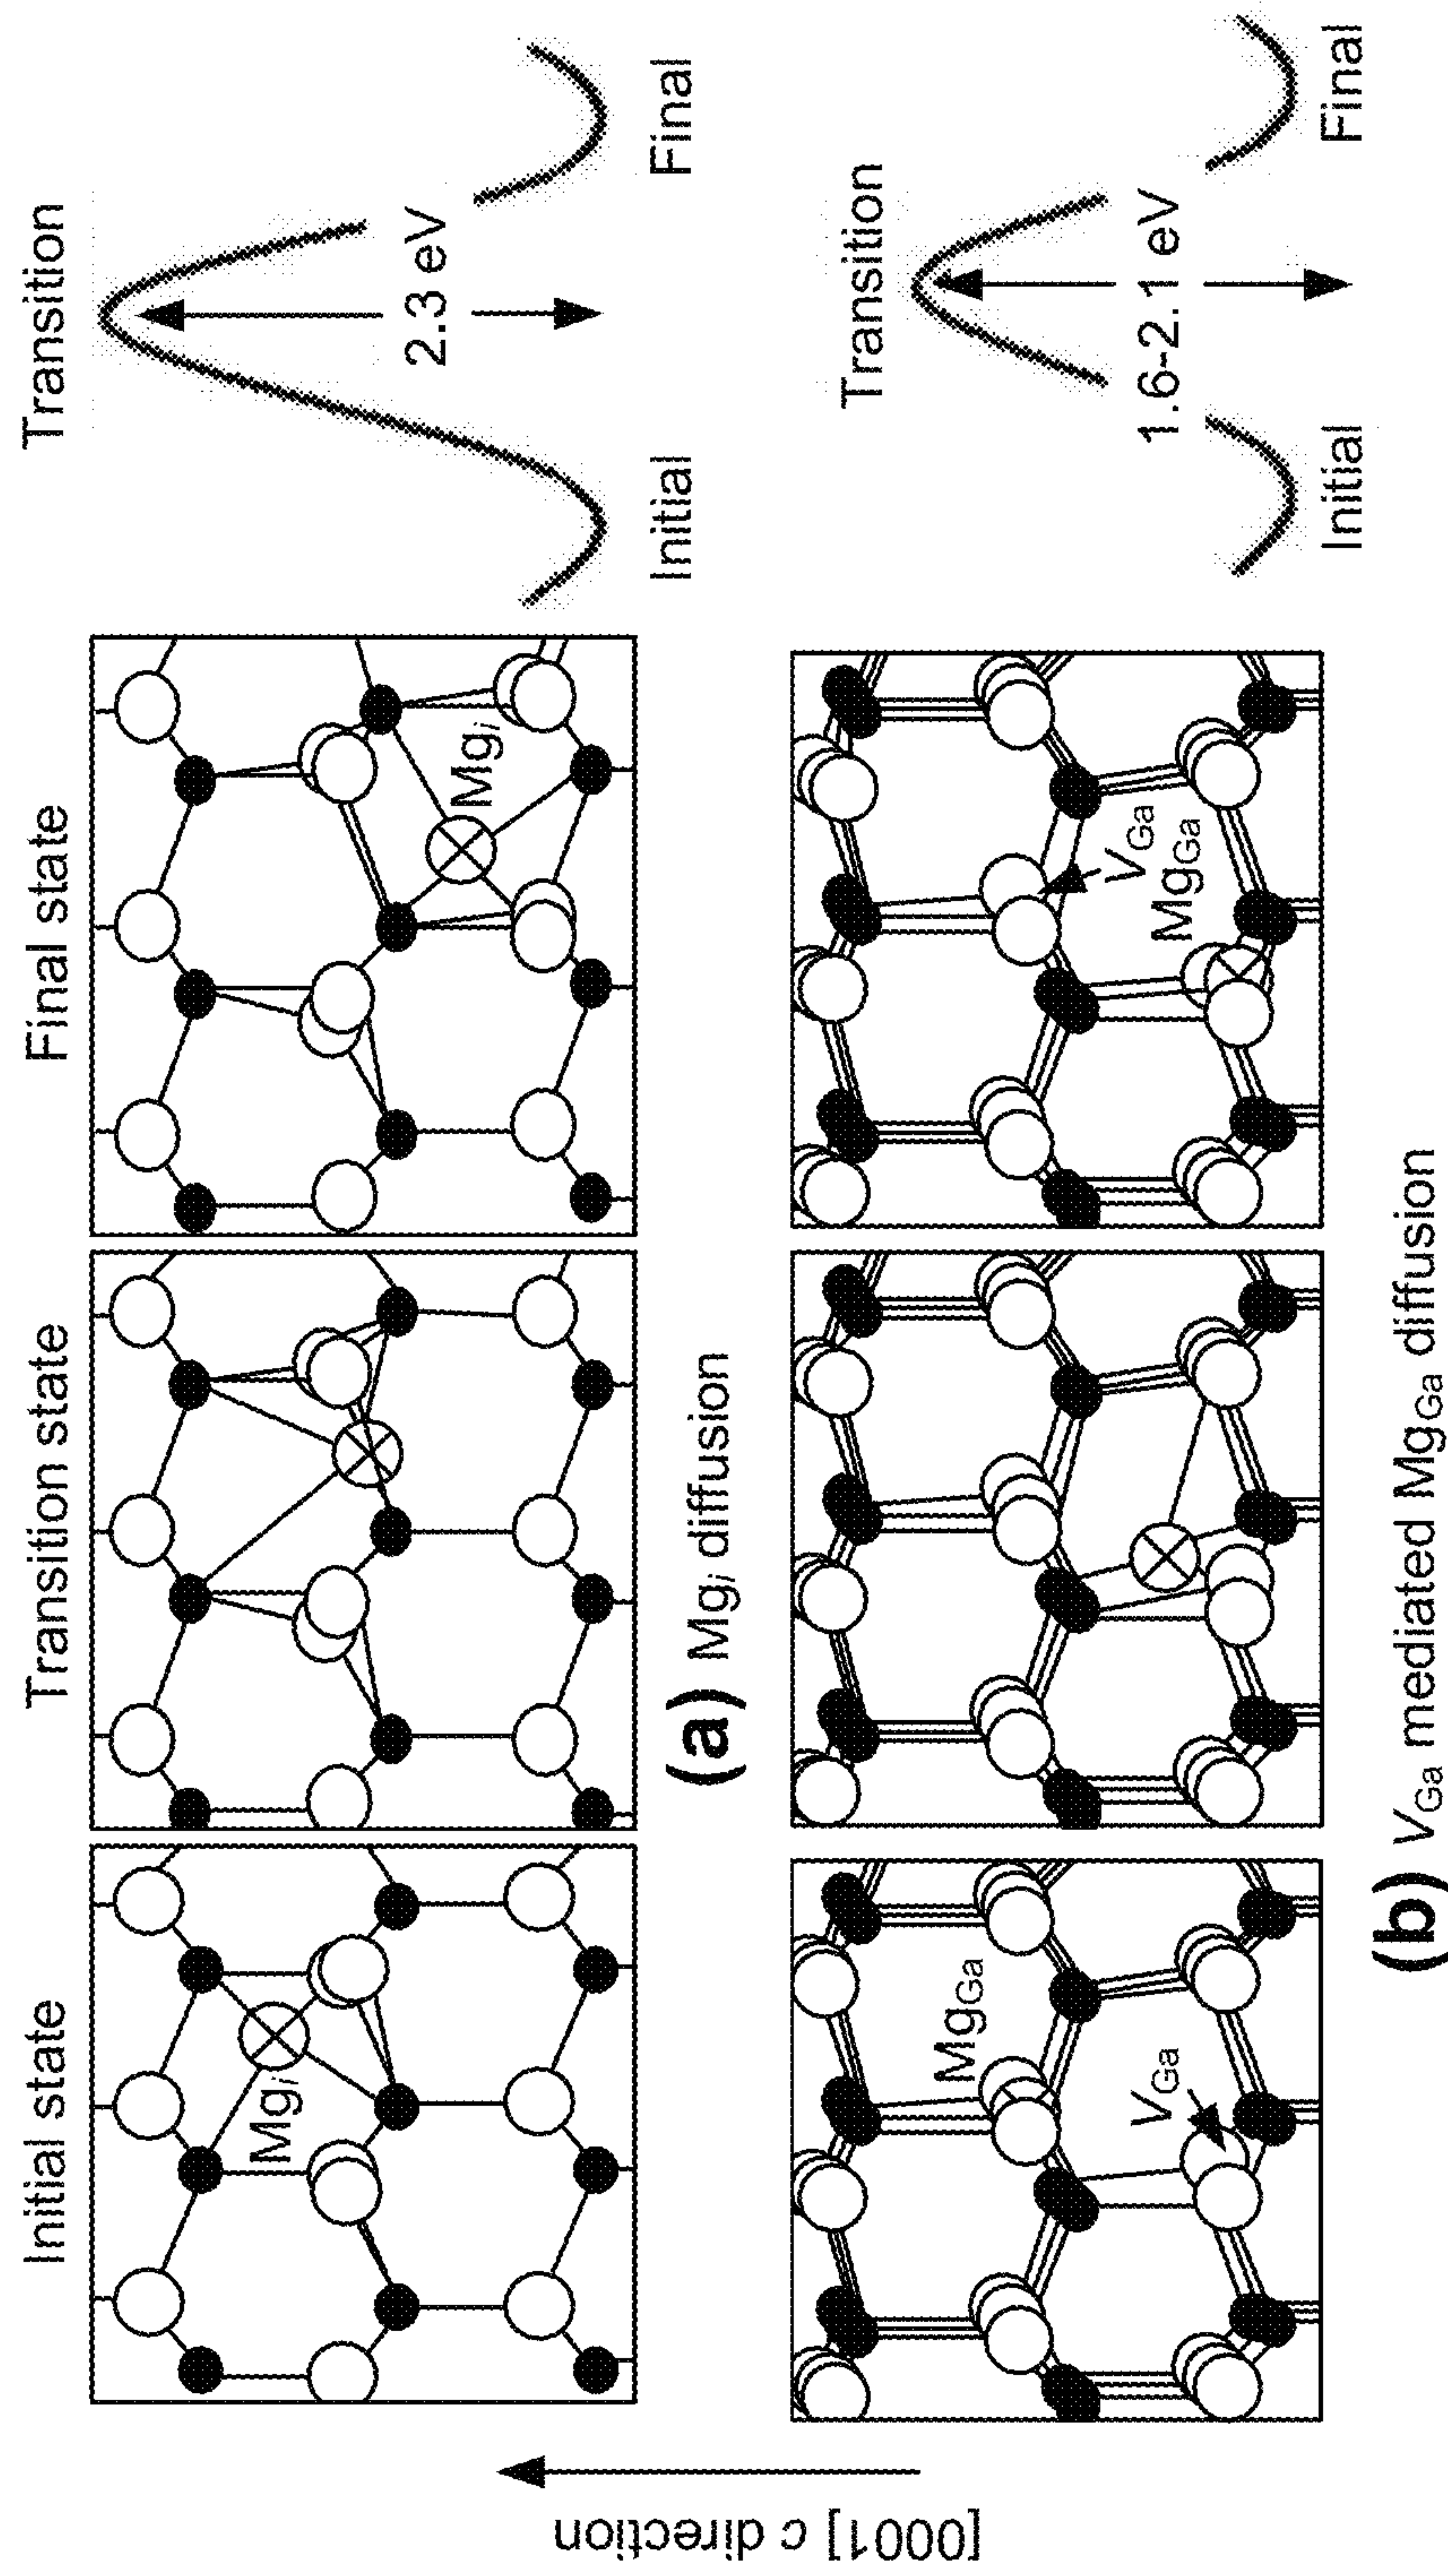 [0001] c direction
Initial state
Transition state
Final state
Mgi
Mgi
Transition
2.3 eV
Initial
Final
(a) Mgi diffusion
MgGa
VGa
VGa
MgGa
Transition
1.6-2.1 eV
Initial
Final
(b) VGa mediated MgGa diffusion